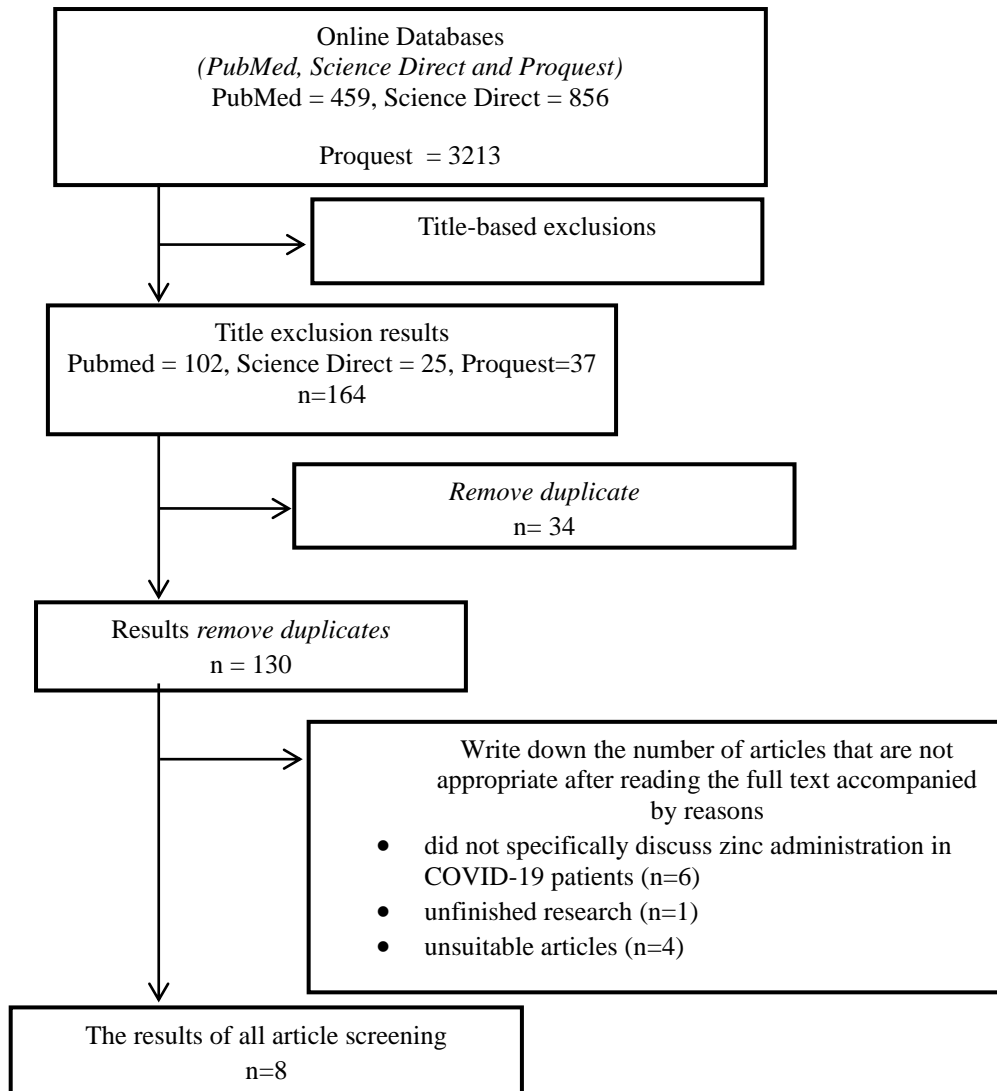 Online Databases
(PubMed, Science Direct and Proquest)
PubMed = 459, Science Direct = 856
Proquest = 3213
Title-based exclusions
Title exclusion results
Pubmed = 102, Science Direct = 25, Proquest=37
n=164
Remove duplicate
n= 34
Results remove duplicates
n = 130
Write down the number of articles that are not
appropriate after reading the full text accompanied
by reasons
• did not specifically discuss zinc administration in
COVID-19 patients (n=6)
• unfinished research (n=1)
• unsuitable articles (n=4)
The results of all article screening
n=8